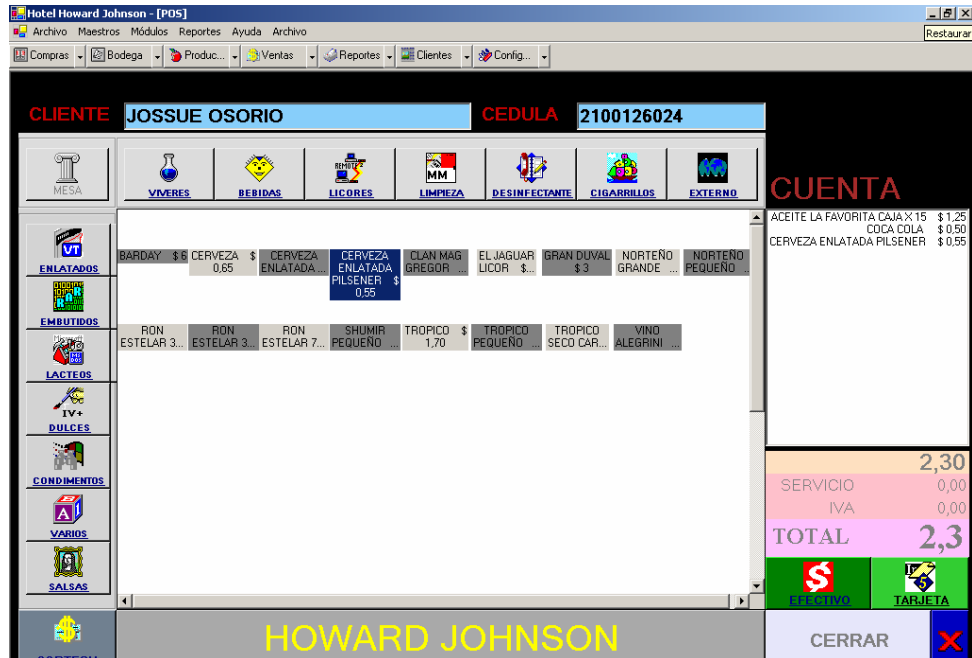 Hotel Howard Johnson - [POS]
Archivo Maestros Módulos Reportes Ayuda Archivo
Restaurar
Compras Bodega Produc... Ventas Reportes Clientes Config...
CLIENTE JOSSUE OSORIO CEDULA 2100126024
MESA
VIVERES BEBIDAS LICORES LIMPIEZA DESINFECTANTE CIGARRILLOS EXTERNO
CUENTA
ACEITE LA FAVORITA CAJA X 15 $ 1,25
COCA COLA $ 0,50
CERVEZA ENLATADA PILSENER $ 0,55
ENLATADOS
EMBUTIDOS
LACTEOS
DULCES
CONDIMENTOS
VARIOS
SALSAS
BARDAY $ 6 CERVEZA $ CERVEZA CERVEZA CLAN MAG EL JAGUAR GRAN DUVAL NORTEÑO NORTEÑO
0,65 ENLATADA ... ENLATADA GREGOR ... LICOR $... $ 3 GRANDE ... PEQUEÑO ...
PILSENER $
0,55
RON RON RON SHUMIR TROPICO $ TROPICO TROPICO VINO
ESTELAR 3... ESTELAR 3... ESTELAR 7... PEQUEÑO ... 1,70 PEQUEÑO ... SECO CAR... ALEGRINI ...
2,30
SERVICIO 0,00
IVA 0,00
TOTAL 2,3
EFECTIVO TARJETA
HOWARD JOHNSON
CERRAR X